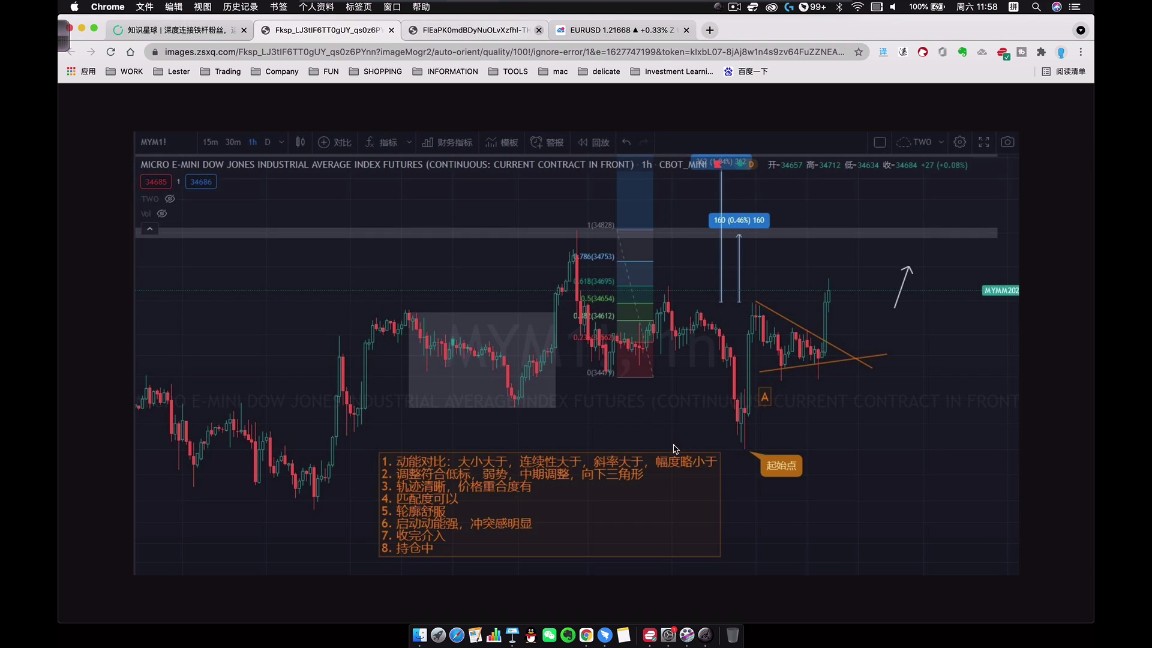 Chrome 文件 编辑 视图 历史记录 书签 个人资料 标签页 窗口 帮助 99+ 100% 周六 11:58 拼
知识星球 | 深度连接铁杆粉丝, Fksp_LJ3tIF6TT0gUY_qs0z6PY FIEaPK0mdBDyNuOLvXzfhI-TH EURUSD 1.21668 ▲ +0.33% Z
images.zsxq.com/Fksp_LJ3tIF6TT0gUY_qs0z6PYnn?imageMogr2/auto-orient/quality/100!/ignore-error/1&e=1627747199&token=kIxbL07-8jAj8w1n4s9zv64FuZZNEA...
应用 WORK Lester Trading Company FUN SHOPPING INFORMATION TOOLS mac delicate Investment Learni... 百度一下 阅读清单
MYM1! 15m 30m 1h D 对比 指标 财务指标 模板 警报 回放 TWO
MICRO E-MINI DOW JONES INDUSTRIAL AVERAGE INDEX FUTURES (CONTINUOUS: CURRENT CONTRACT IN FRONT) · 1h · CBOT_MINI D 开=34657 高=34712 低=34634 收=34684 +27 (+0.08%)
34685 1 34686
TWO
Vol
160 (0.46%) 160
1(34828)
0.786(34753)
0.618(34695)
MYMM202
0.5(34654)
0.382(34612)
MYM1!, 1h
MICRO E-MINI DOW JONES INDUSTRIAL AVERAGE INDEX FUTURES (CONTINUOUS: CURRENT CONTRACT IN FRONT
A
起始点
1. 动能对比：大小大于，连续性大于，斜率大于，幅度略小于
2. 调整符合低标，弱势，中期调整，向下三角形
3. 轨迹清晰，价格重合度有
4. 匹配度可以
5. 轮廓舒服
6. 启动动能强，冲突感明显
7. 收完介入
8. 持仓中